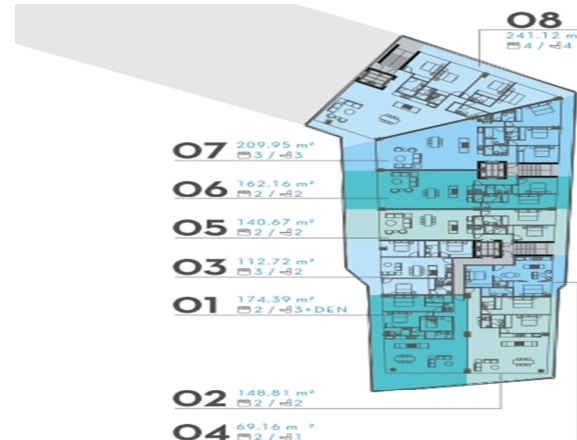 08
241.12 m
4 / 4
07 209.95 m²
3 / 3
06 162.16 m²
2 / 2
05 140.67 m²
2 / 2
03 112.72 m²
3 / 2
01 174.39 m²
2 / 3+DEN
02 148.81 m²
2 / 2
04 69.16 m ²
2 / 1